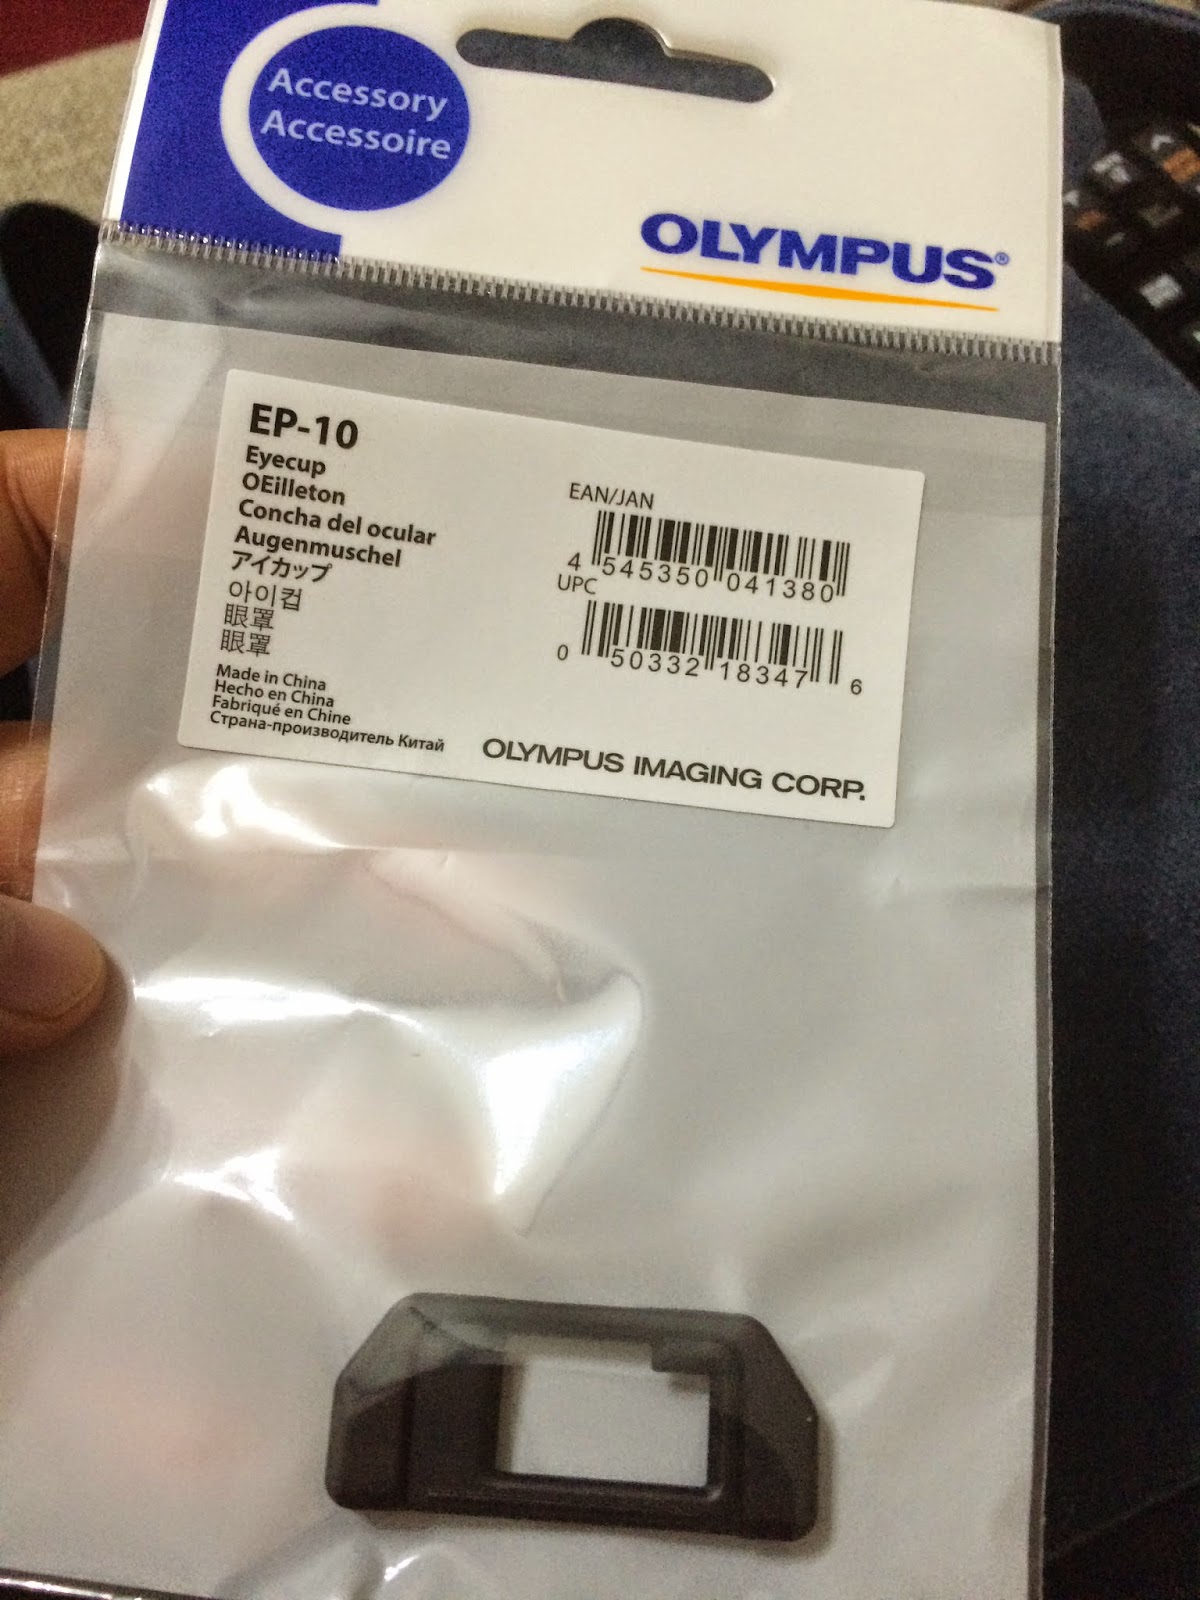 Accessory
Accessoire
OLYMPUS®
EP-10
Eyecup
OEilleton
Concha del ocular
Augenmuschel
アイカップ
아이컵
眼罩
眼罩
Made in China
Hecho en China
Fabriqué en Chine
Страна-производитель Китай
EAN/JAN
4 545350 041380
UPC
0 50332 18347 6
OLYMPUS IMAGING CORP.